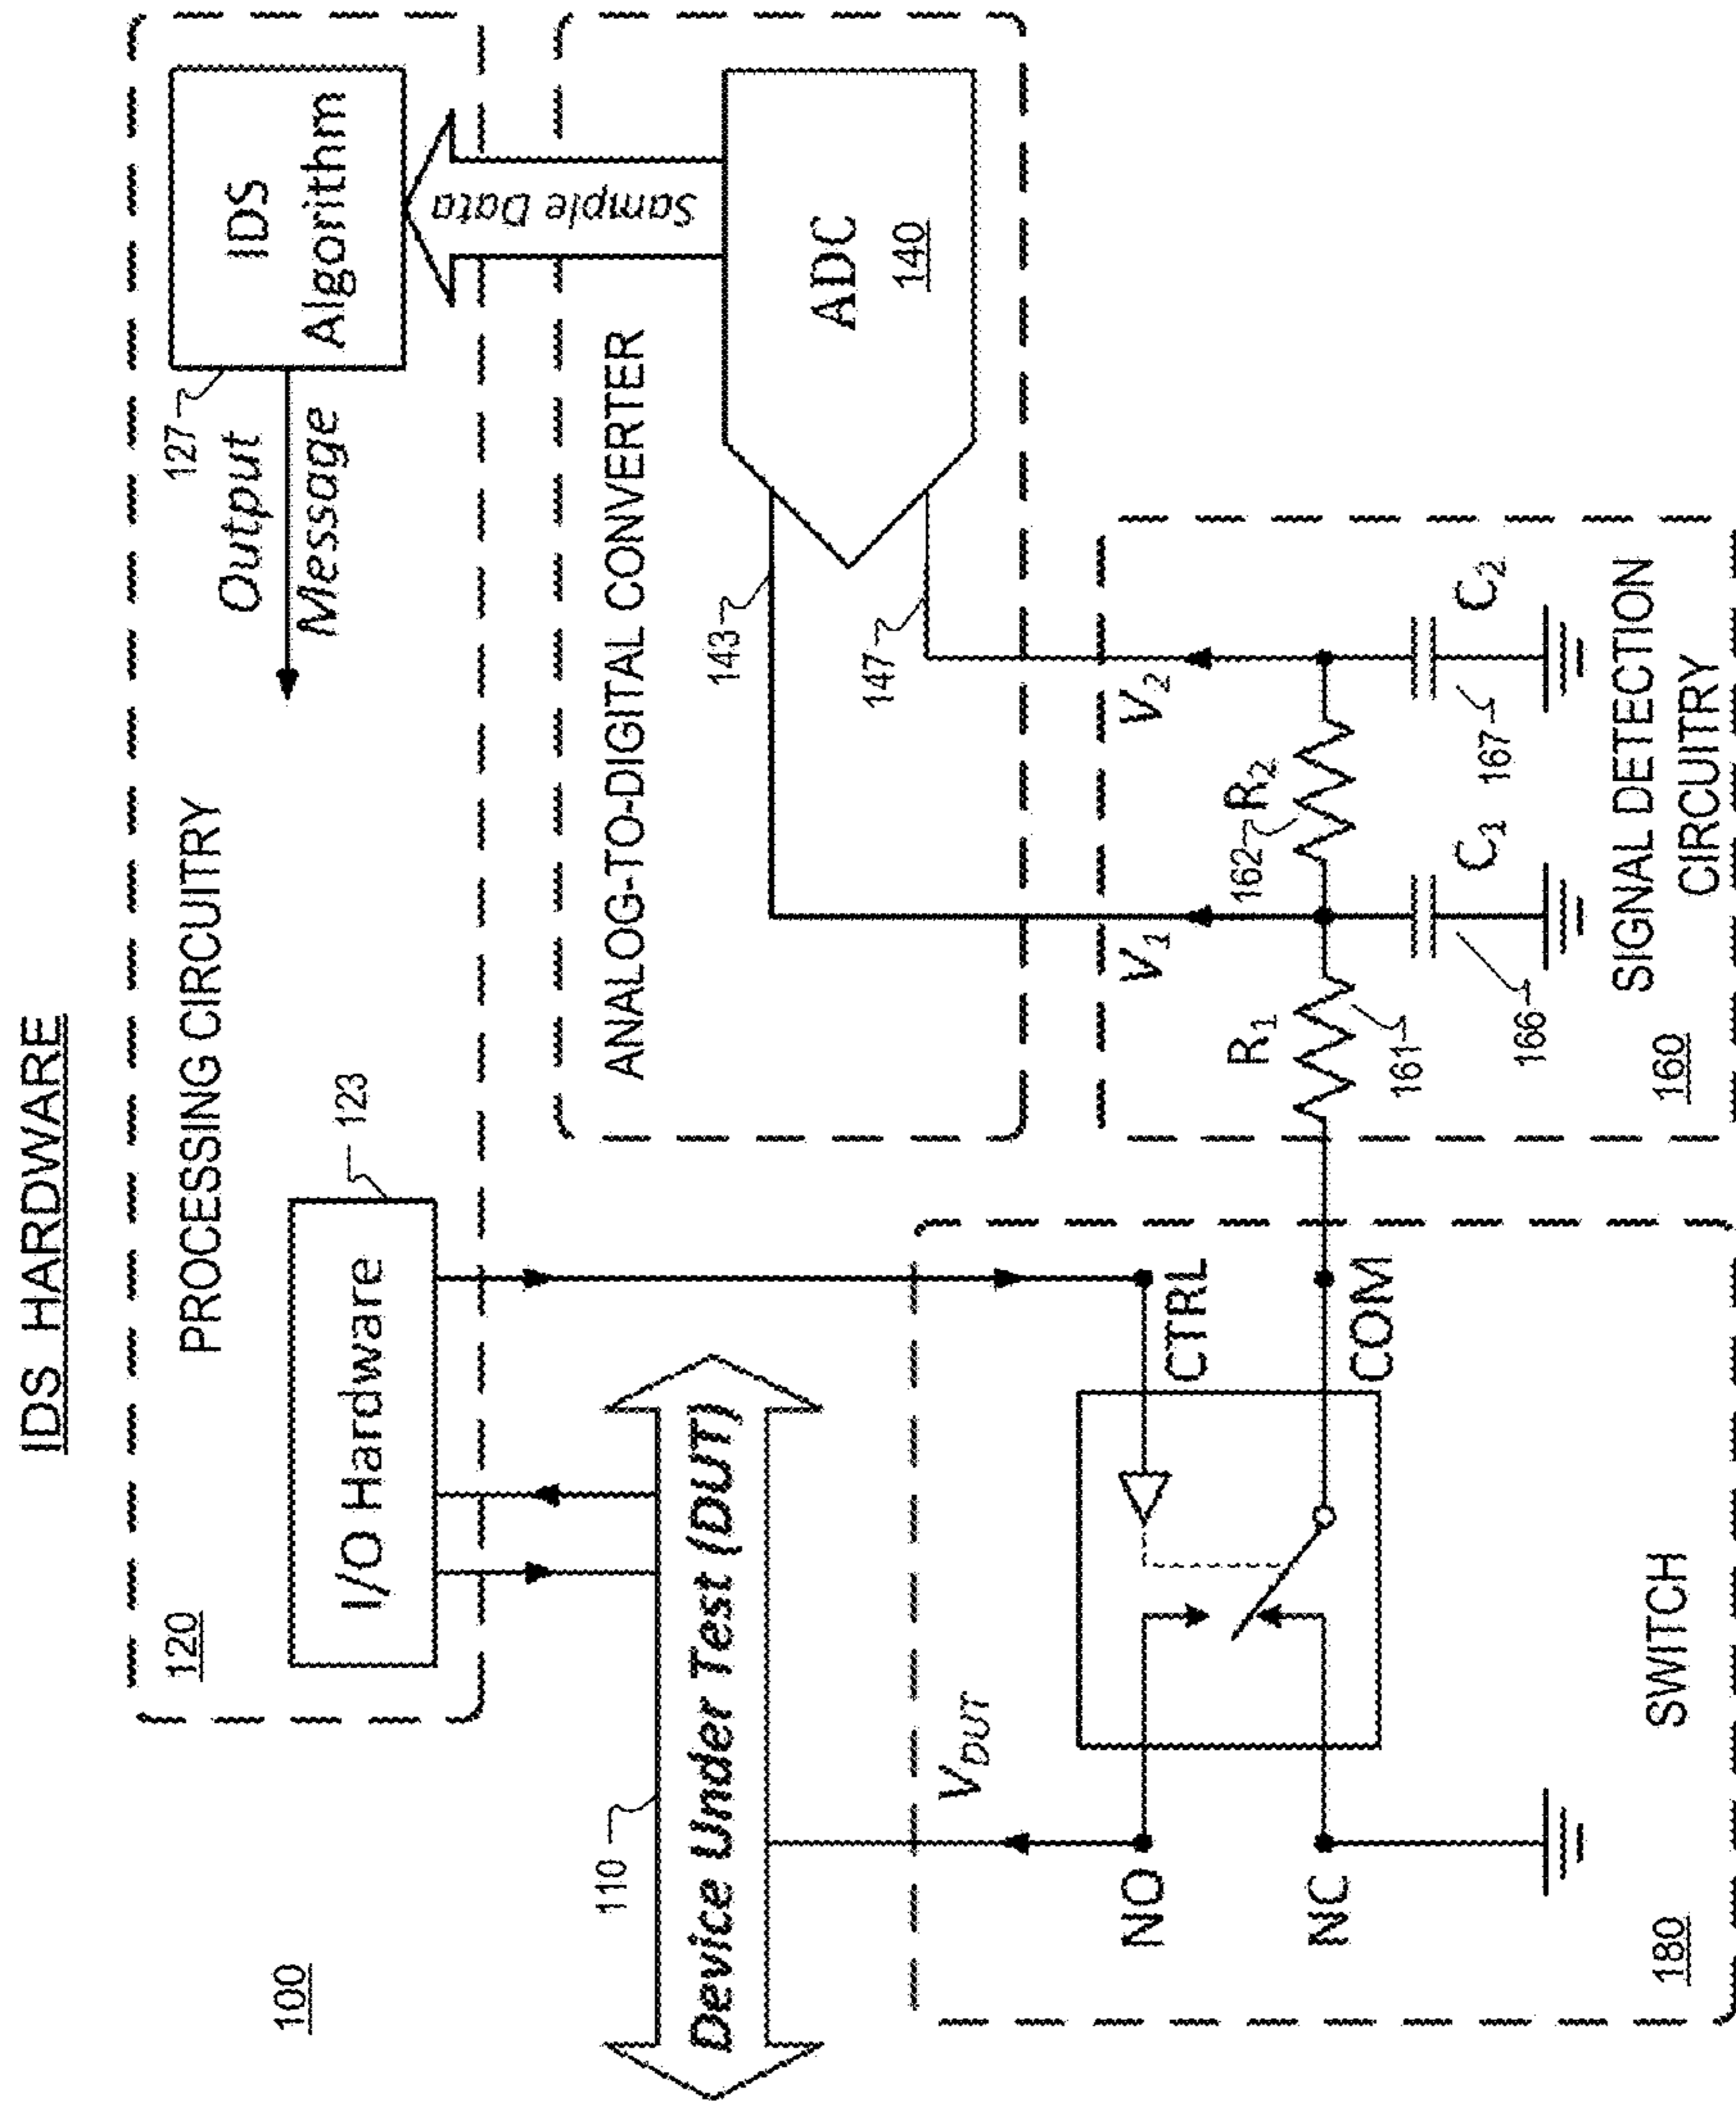 IDS HARDWARE
100
120
PROCESSING CIRCUITRY
I/O Hardware
123
127
IDS
Algorithm
Output
Message
Sample Data
110
Device Under Test (DUT)
ANALOG-TO-DIGITAL CONVERTER
143
147
ADC
140
V_DUT
NO
NC
CTRL
COM
SWITCH
180
V₁
V₂
R₁
161
162
R₂
C₁
166
C₂
167
SIGNAL DETECTION
CIRCUITRY
160